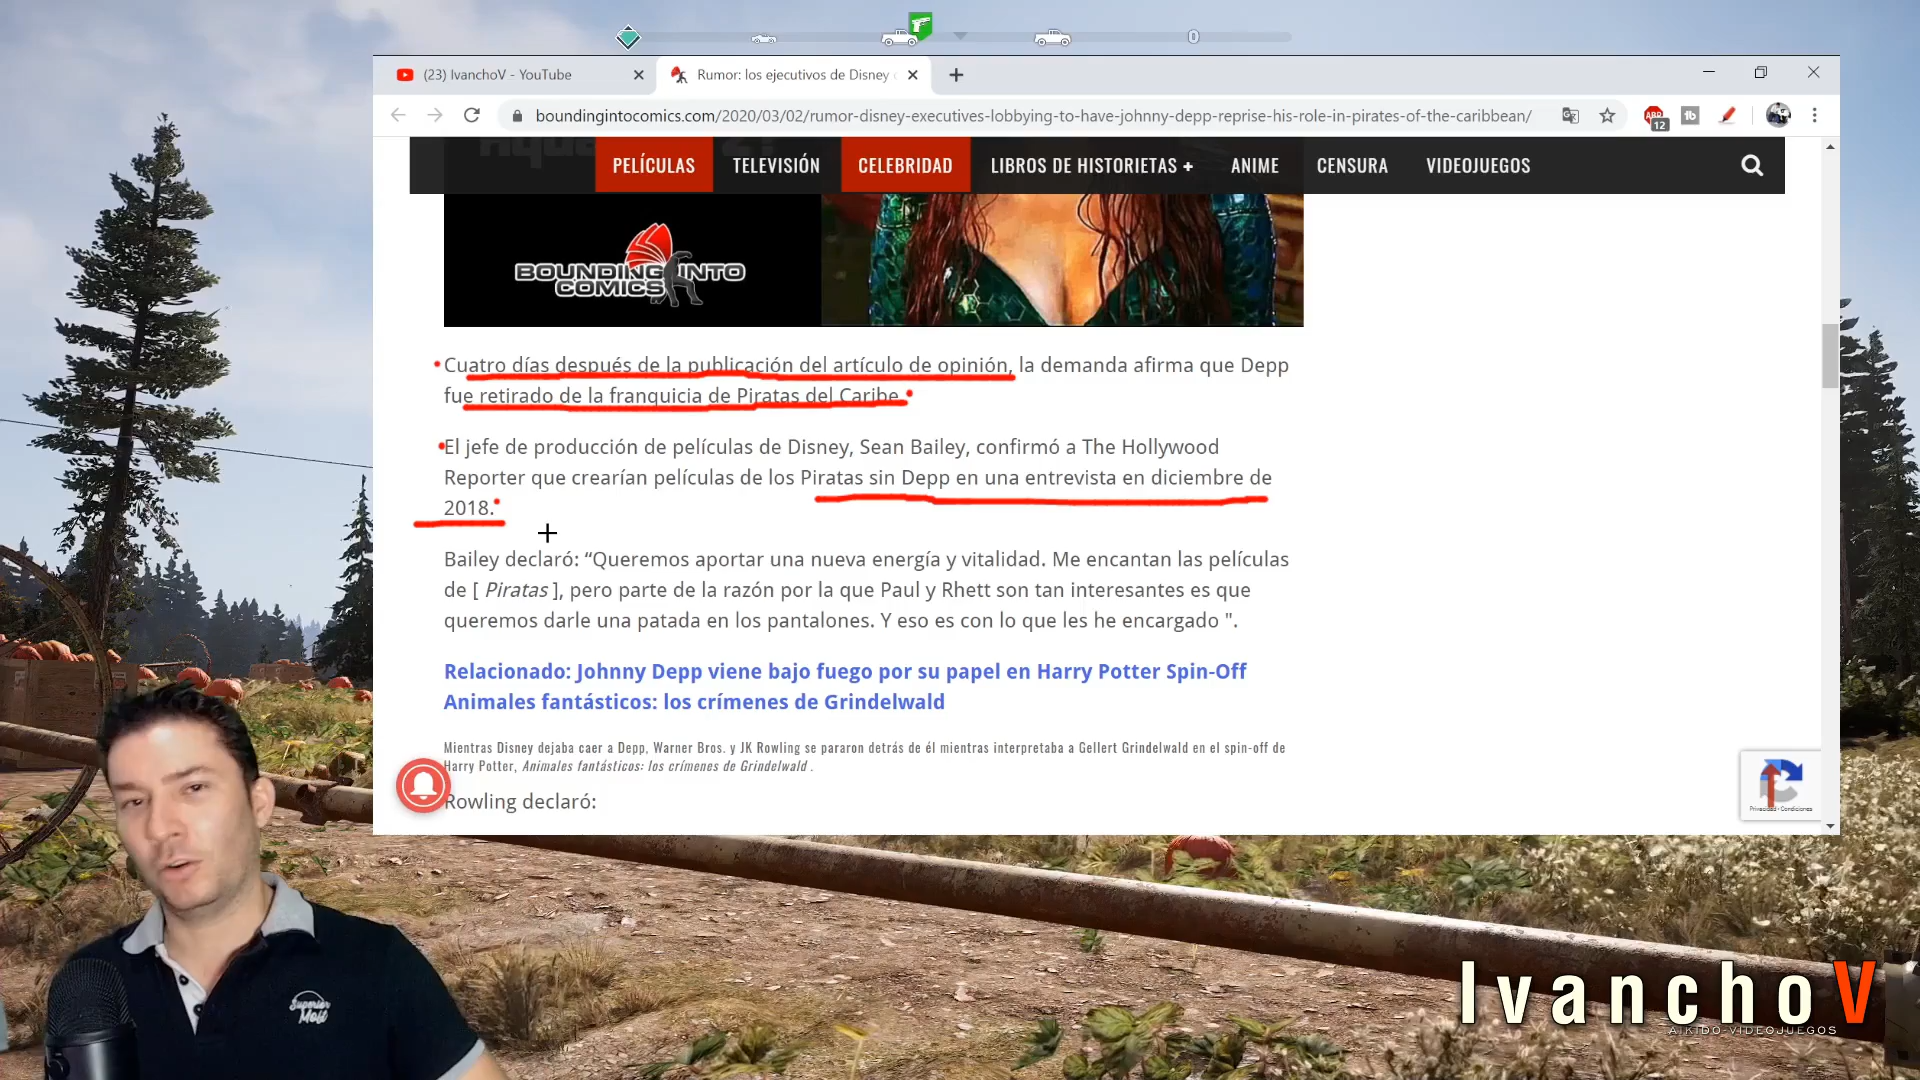 (23) IvanchoV - YouTube
Rumor: los ejecutivos de Disney
boundingintocomics.com/2020/03/02/rumor-disney-executives-lobbying-to-have-johnny-depp-reprise-his-role-in-pirates-of-the-caribbean/
12
PELÍCULAS TELEVISIÓN CELEBRIDAD LIBROS DE HISTORIETAS + ANIME CENSURA VIDEOJUEGOS
BOUNDING INTO
COMICS
Cuatro días después de la publicación del artículo de opinión, la demanda afirma que Depp
fue retirado de la franquicia de Piratas del Caribe.
El jefe de producción de películas de Disney, Sean Bailey, confirmó a The Hollywood
Reporter que crearían películas de los Piratas sin Depp en una entrevista en diciembre de
2018.
Bailey declaró: “Queremos aportar una nueva energía y vitalidad. Me encantan las películas
de [ Piratas ], pero parte de la razón por la que Paul y Rhett son tan interesantes es que
queremos darle una patada en los pantalones. Y eso es con lo que les he encargado ".
Relacionado: Johnny Depp viene bajo fuego por su papel en Harry Potter Spin-Off
Animales fantásticos: los crímenes de Grindelwald
Mientras Disney dejaba caer a Depp, Warner Bros. y JK Rowling se pararon detrás de él mientras interpretaba a Gellert Grindelwald en el spin-off de
Harry Potter, Animales fantásticos: los crímenes de Grindelwald .
Rowling declaró:
Privacidad - Condiciones
Superior
Most
IvanchoV
AIKIDO-VIDEOJUEGOS